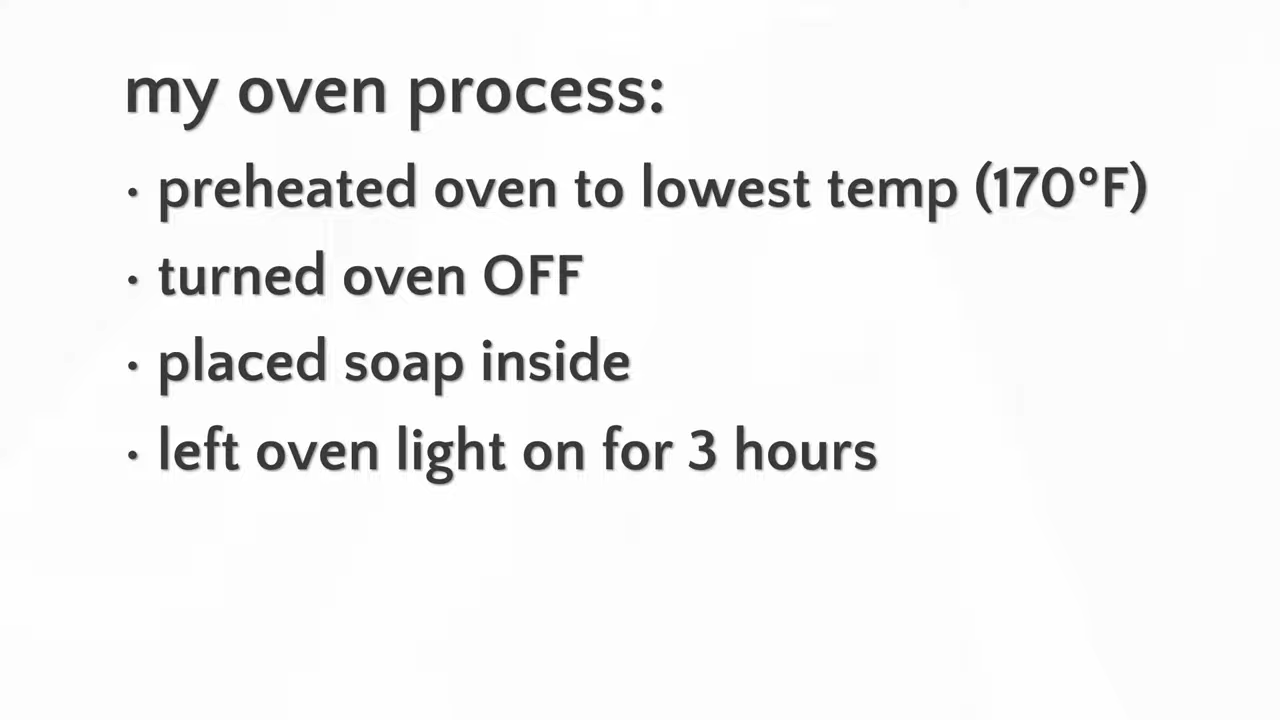 my oven process:
· preheated oven to lowest temp (170°F)
· turned oven OFF
· placed soap inside
· left oven light on for 3 hours